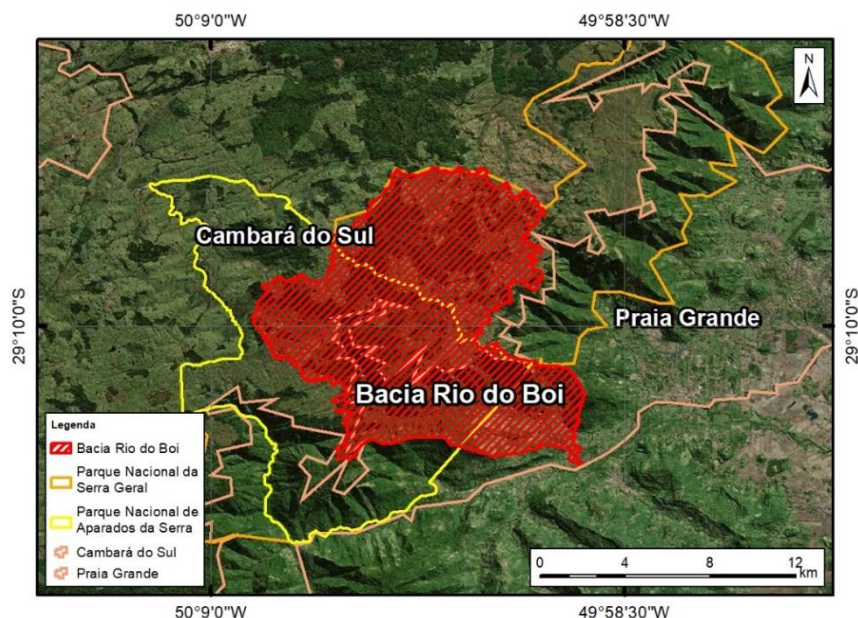 50°9'0"W
49°58'30"W
N
Cambará do Sul
29°10'0"S
29°10'0"S
Praia Grande
Bacia Rio do Boi
Legenda
Bacia Rio do Boi
Parque Nacional da
Serra Geral
Parque Nacional de
Aparados da Serra
Cambará do Sul
Praia Grande
0 4 8 12
km
50°9'0"W
49°58'30"W